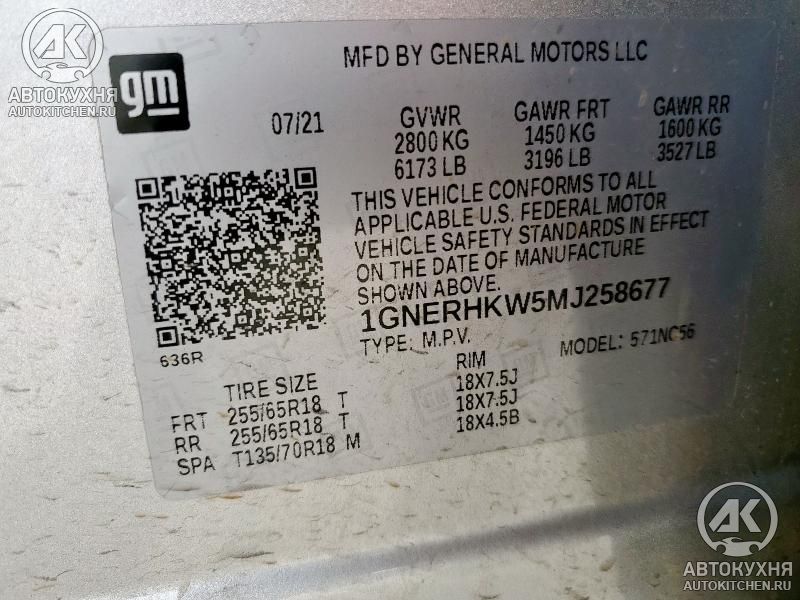 AK
АВТОКУХНЯ
AUTOKITCHEN.RU
gm
MFD BY GENERAL MOTORS LLC
07/21
GVWR
2800 KG
6173 LB
GAWR FRT
1450 KG
3196 LB
GAWR RR
1600 KG
3527 LB
THIS VEHICLE CONFORMS TO ALL
APPLICABLE U.S. FEDERAL MOTOR
VEHICLE SAFETY STANDARDS IN EFFECT
ON THE DATE OF MANUFACTURE
SHOWN ABOVE.
1GNERHKW5MJ258677
TYPE: M.P.V.
MODEL: 571NC56
636R
TIRE SIZE
RIM
FRT 255/65R18 T 18X7.5J
RR 255/65R18 T 18X7.5J
SPA T135/70R18 M 18X4.5B
AK
АВТОКУХНЯ
AUTOKITCHEN.RU